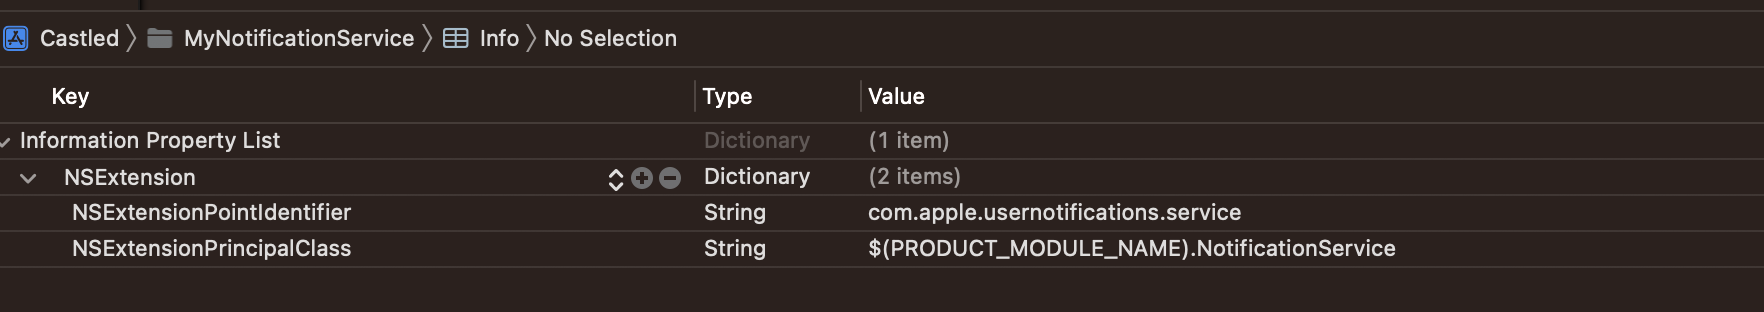 Castled MyNotificationService Info No Selection
Key Type Value
Information Property List Dictionary (1 item)
NSExtension Dictionary (2 items)
NSExtensionPointIdentifier String com.apple.usernotifications.service
NSExtensionPrincipalClass String $(PRODUCT_MODULE_NAME).NotificationService